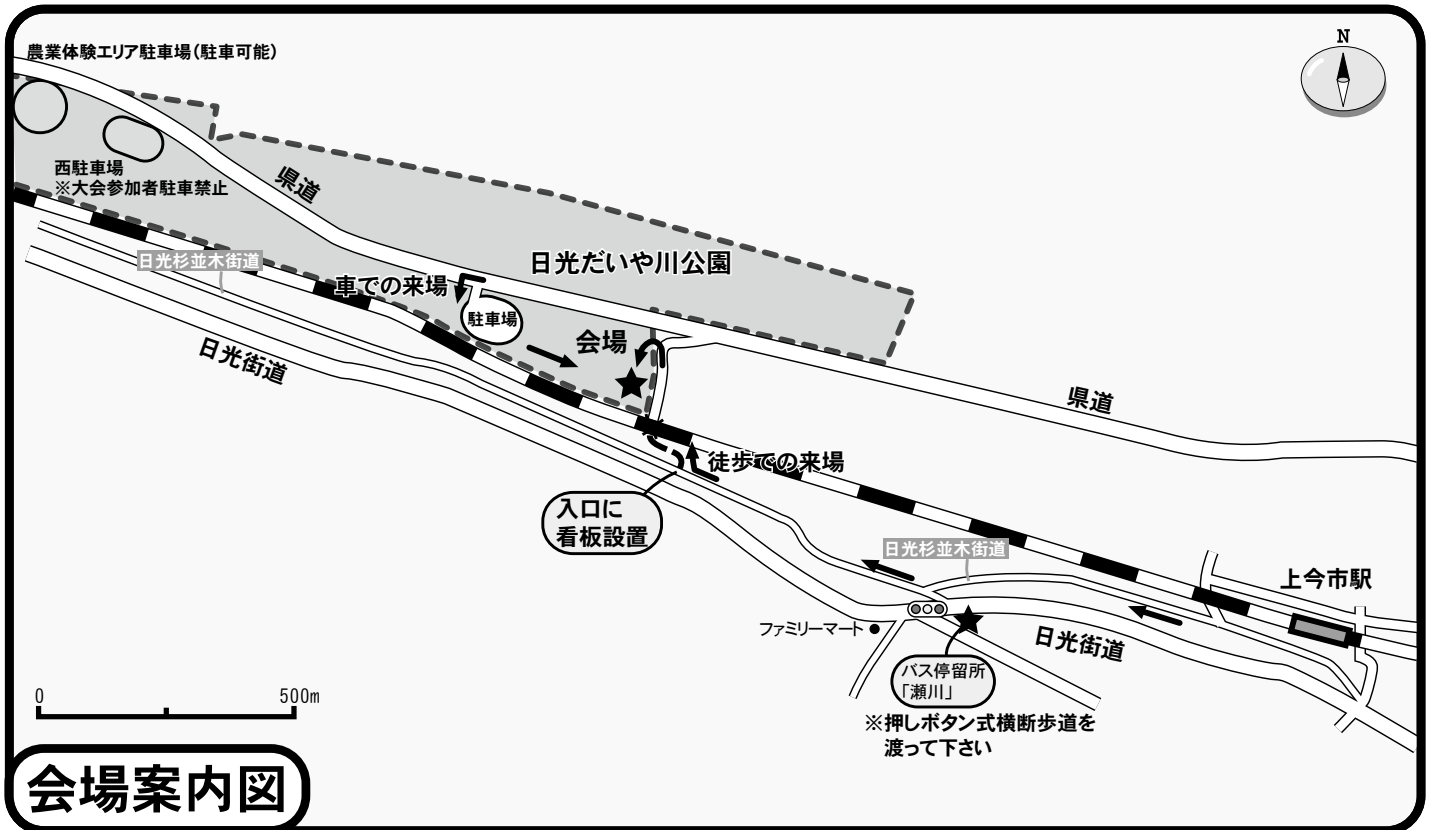 農業体験エリア駐車場（駐車可能）
N
西駐車場
※大会参加者駐車禁止
県道
日光杉並木街道
車での来場
日光だいや川公園
駐車場
会場
日光街道
県道
徒歩での来場
入口に
看板設置
日光杉並木街道
上今市駅
ファミリーマート
日光街道
バス停留所
「瀬川」
※押しボタン式横断歩道を
渡って下さい
0
500m
会場案内図